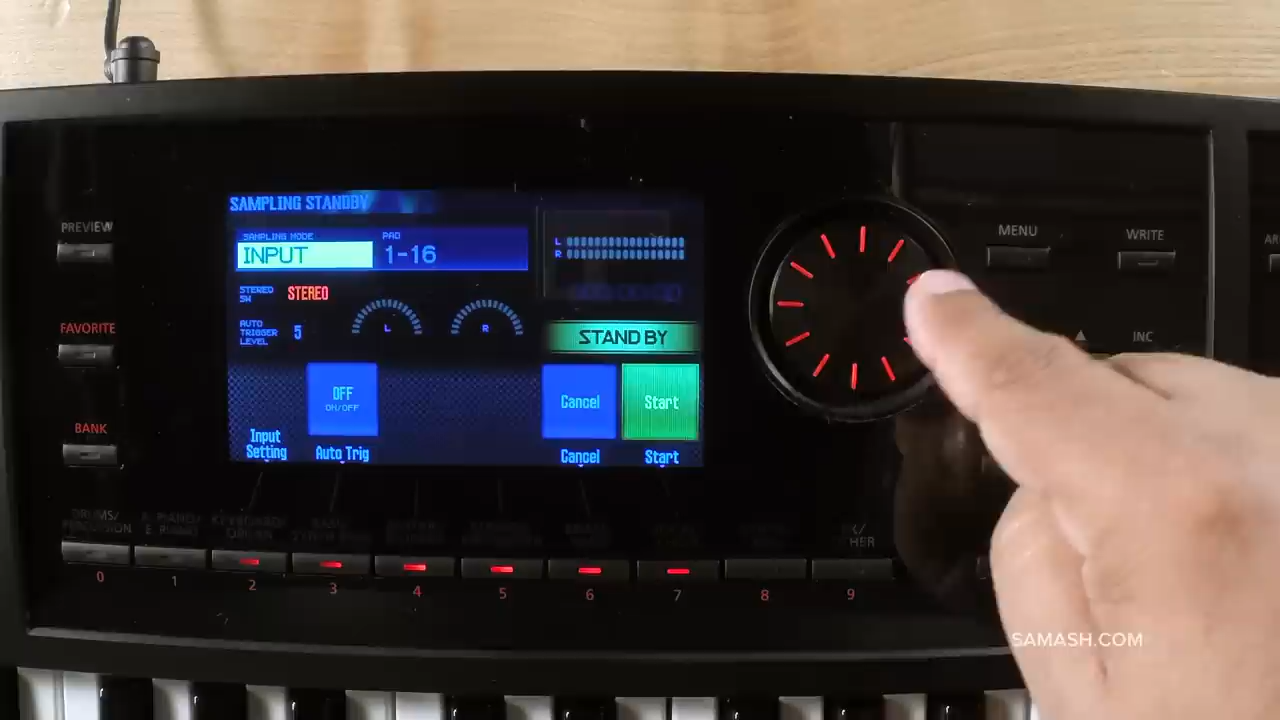 SAMPLING STANDBY
SAMPLING MODE
PAD
INPUT
1-16
L
R
STEREO SW
STEREO
AUTO TRIGGER LEVEL
5
L
R
STANDBY
OFF
ON/OFF
Cancel
Start
Input Setting
Auto Trig
Cancel
Start
PREVIEW
FAVORITE
BANK
MENU
WRITE
INC
DRUMS/
0
1
2
3
4
5
6
7
8
9
SAMASH.COM